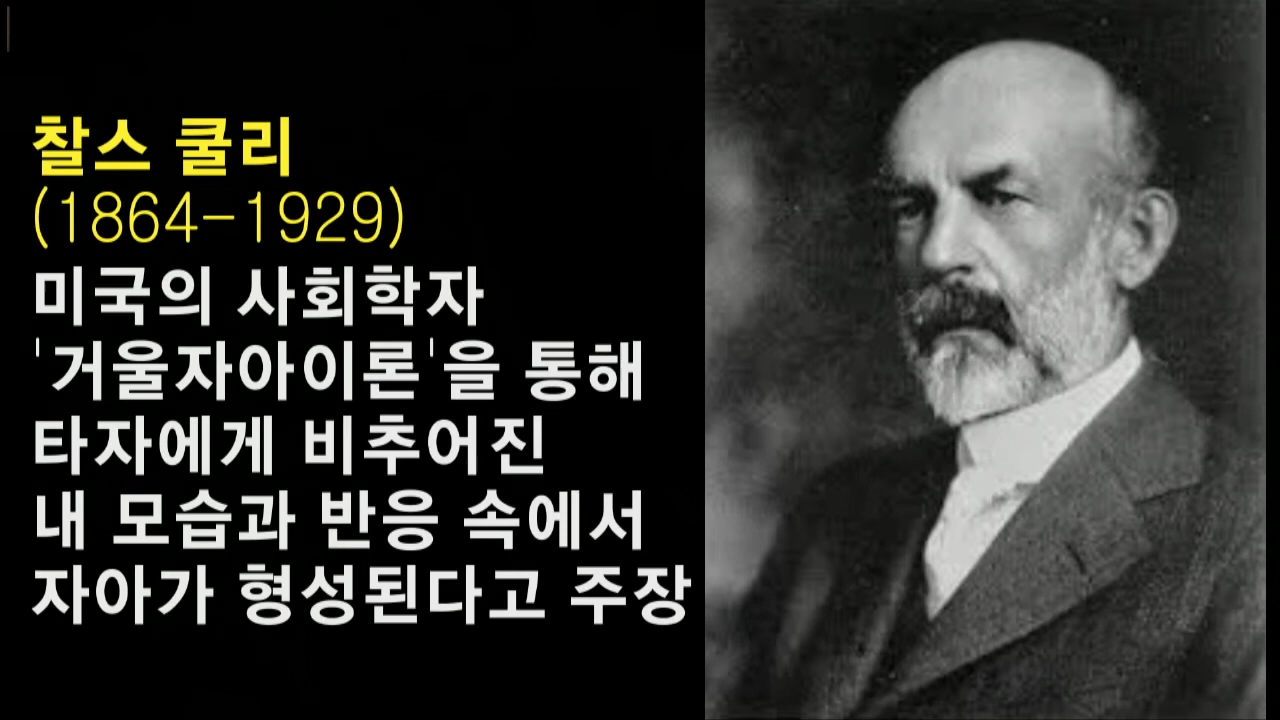 찰스 쿨리
(1864-1929)
미국의 사회학자
'거울자아이론'을 통해
타자에게 비추어진
내 모습과 반응 속에서
자아가 형성된다고 주장